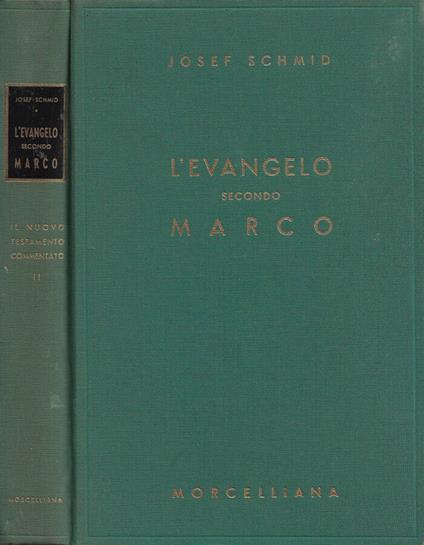 JOSEF SCHMID
L'EVANGELO
SECONDO
MARCO
IL NUOVO
TESTAMENTO
COMMENTATO
II
MORCELLIANA
JOSEF SCHMID
L'EVANGELO
SECONDO
MARCO
MORCELLIANA